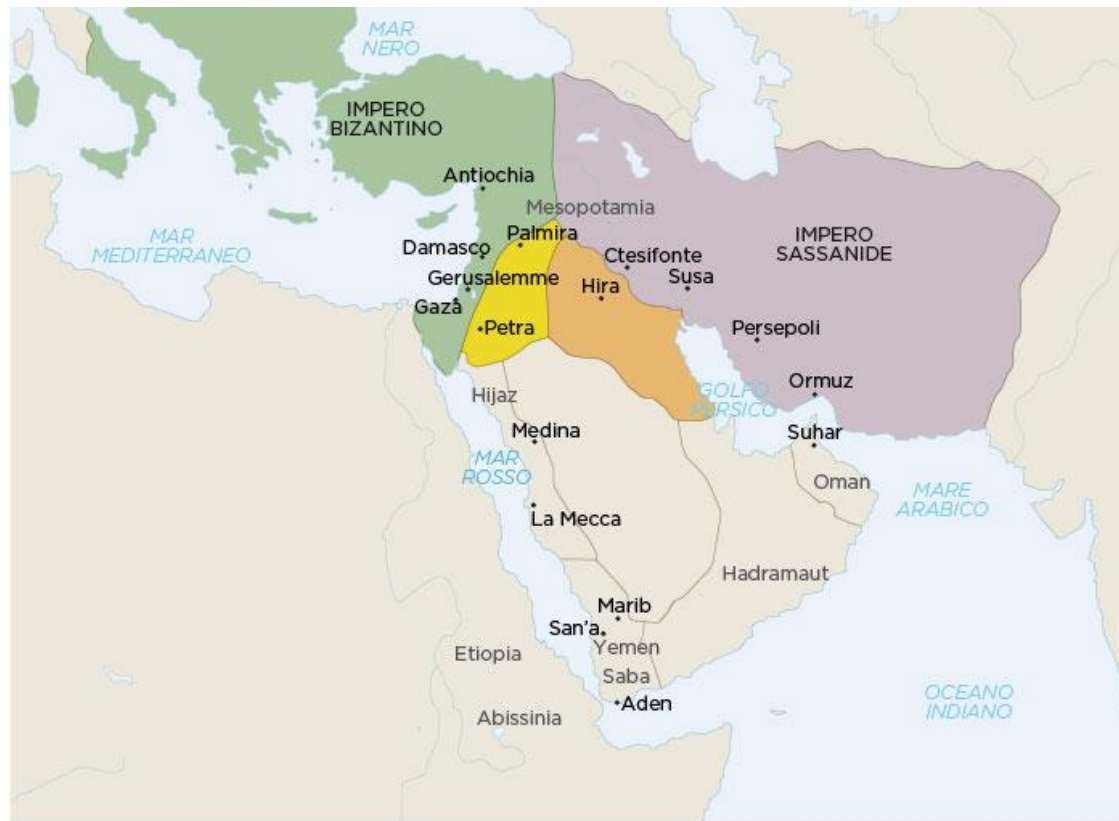 MAR
NERO
IMPERO
BIZANTINO
Antiochia
Mesopotamia
MAR
MEDITERRANEO
Damasco
Palmira
IMPERO
SASSANIDE
Ctesifonte
Gerusalemme
Hira
Susa
Gaza
Petra
Persepoli
Ormuz
Hijaz
GOLFO
PERSICO
Medina
Suhar
MAR
ROSSO
Oman
MARE
ARABICO
La Mecca
Hadramaut
Marib
San'a
Yemen
Etiopia
Saba
Aden
Abissinia
OCEANO
INDIANO